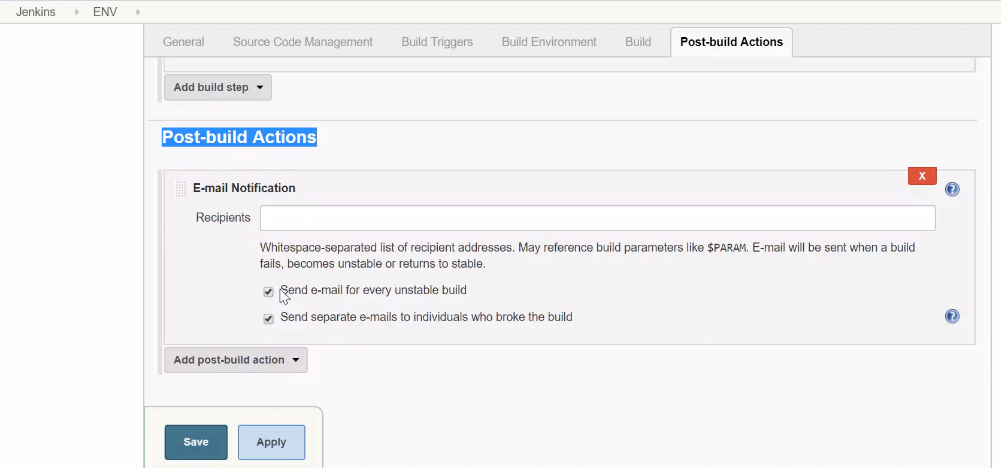 Jenkins ENV
General Source Code Management Build Triggers Build Environment Build Post-build Actions
Add build step
Post-build Actions
X
E-mail Notification
?
Recipients
Whitespace-separated list of recipient addresses. May reference build parameters like $PARAM. E-mail will be sent when a build
fails, becomes unstable or returns to stable.
Send e-mail for every unstable build
Send separate e-mails to individuals who broke the build
?
Add post-build action
Save Apply